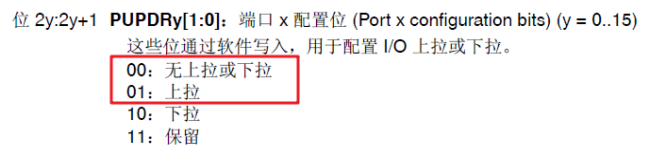 位 2y:2y+1 PUPDRy[1:0]：端口 x 配置位 (Port x configuration bits) (y = 0..15)
这些位通过软件写入，用于配置 I/O 上拉或下拉。
00：无上拉或下拉
01：上拉
10：下拉
11：保留